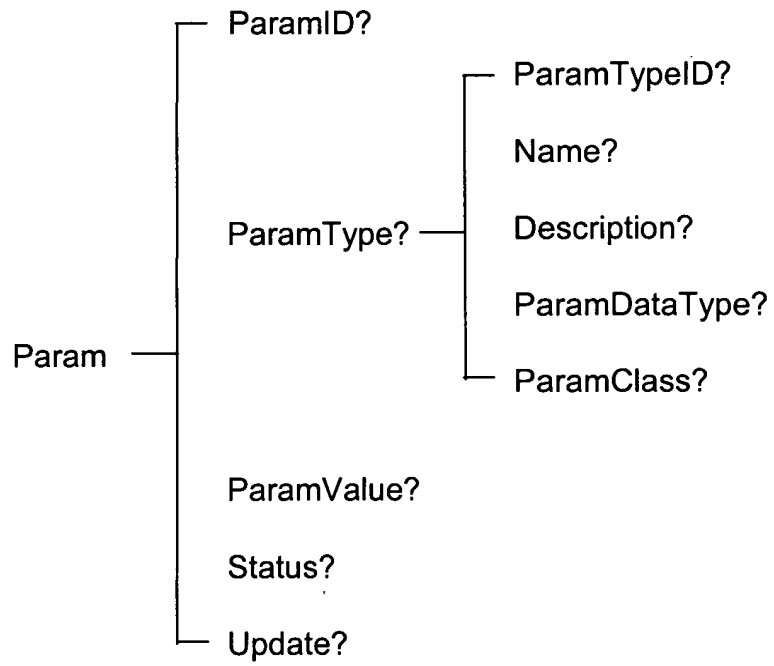 ParamID?
ParamTypeID?
Name?
ParamType?
Description?
ParamDataType?
Param
ParamClass?
ParamValue?
Status?
Update?